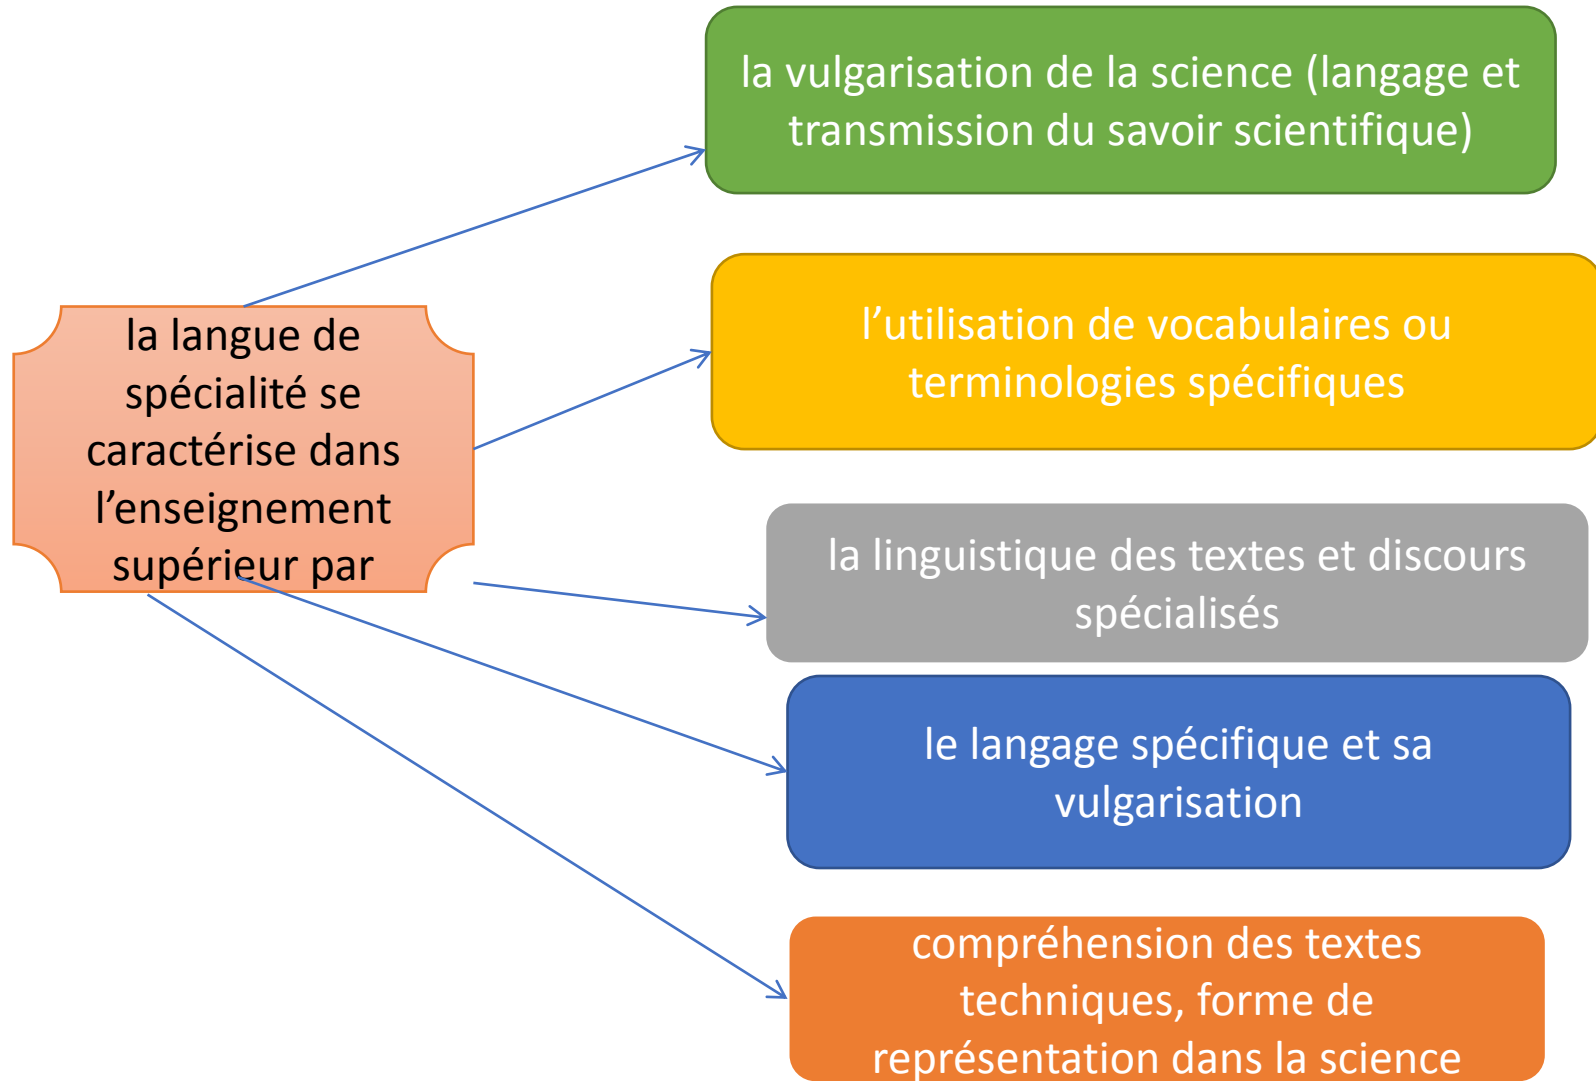 la vulgarisation de la science (langage et
transmission du savoir scientifique)
l’utilisation de vocabulaires ou
terminologies spécifiques
la langue de
spécialité se
caractérise dans
l’enseignement
supérieur par
la linguistique des textes et discours
spécialisés
le langage spécifique et sa
vulgarisation
compréhension des textes
techniques, forme de
représentation dans la science